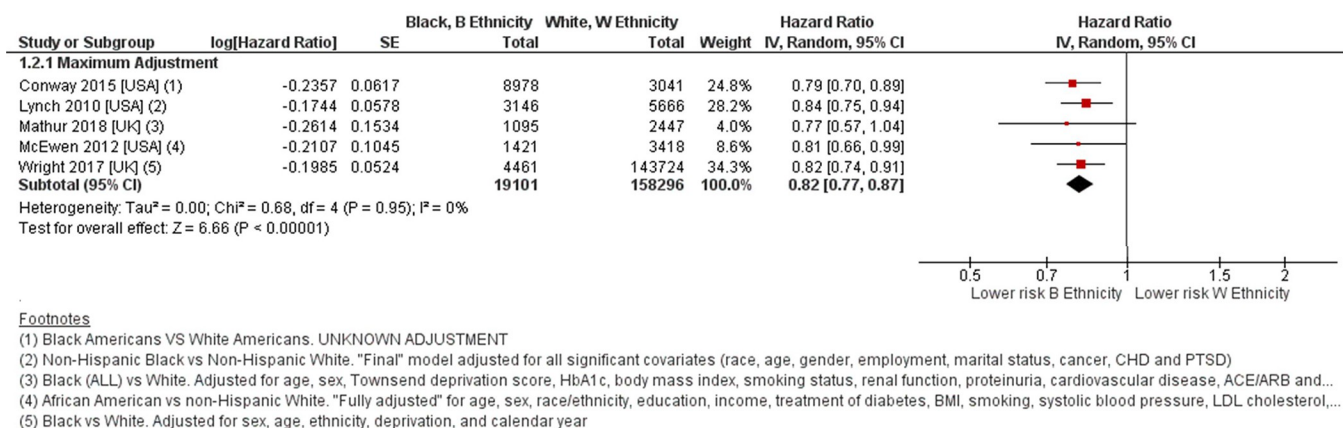 Black, B Ethnicity White, W Ethnicity Hazard Ratio Hazard Ratio
Study or Subgroup log[Hazard Ratio] SE Total Total Weight IV, Random, 95% CI IV, Random, 95% CI
1.2.1 Maximum Adjustment
Conway 2015 [USA] (1) -0.2357 0.0617 8978 3041 24.8% 0.79 [0.70, 0.89]
Lynch 2010 [USA] (2) -0.1744 0.0578 3146 5666 28.2% 0.84 [0.75, 0.94]
Mathur 2018 [UK] (3) -0.2614 0.1534 1095 2447 4.0% 0.77 [0.57, 1.04]
McEwen 2012 [USA] (4) -0.2107 0.1045 1421 3418 8.6% 0.81 [0.66, 0.99]
Wright 2017 [UK] (5) -0.1985 0.0524 4461 143724 34.3% 0.82 [0.74, 0.91]
Subtotal (95% CI) 19101 158296 100.0% 0.82 [0.77, 0.87]
Heterogeneity: Tau² = 0.00; Chi² = 0.68, df = 4 (P = 0.95); I² = 0%
Test for overall effect: Z = 6.66 (P < 0.00001)
0.5 0.7 1 1.5 2
Lower risk B Ethnicity Lower risk W Ethnicity
Footnotes
(1) Black Americans VS White Americans. UNKNOWN ADJUSTMENT
(2) Non-Hispanic Black vs Non-Hispanic White. "Final" model adjusted for all significant covariates (race, age, gender, employment, marital status, cancer, CHD and PTSD)
(3) Black (ALL) vs White. Adjusted for age, sex, Townsend deprivation score, HbA1c, body mass index, smoking status, renal function, proteinuria, cardiovascular disease, ACE/ARB and...
(4) African American vs non-Hispanic White. "Fully adjusted" for age, sex, race/ethnicity, education, income, treatment of diabetes, BMI, smoking, systolic blood pressure, LDL cholesterol,...
(5) Black vs White. Adjusted for sex, age, ethnicity, deprivation, and calendar year